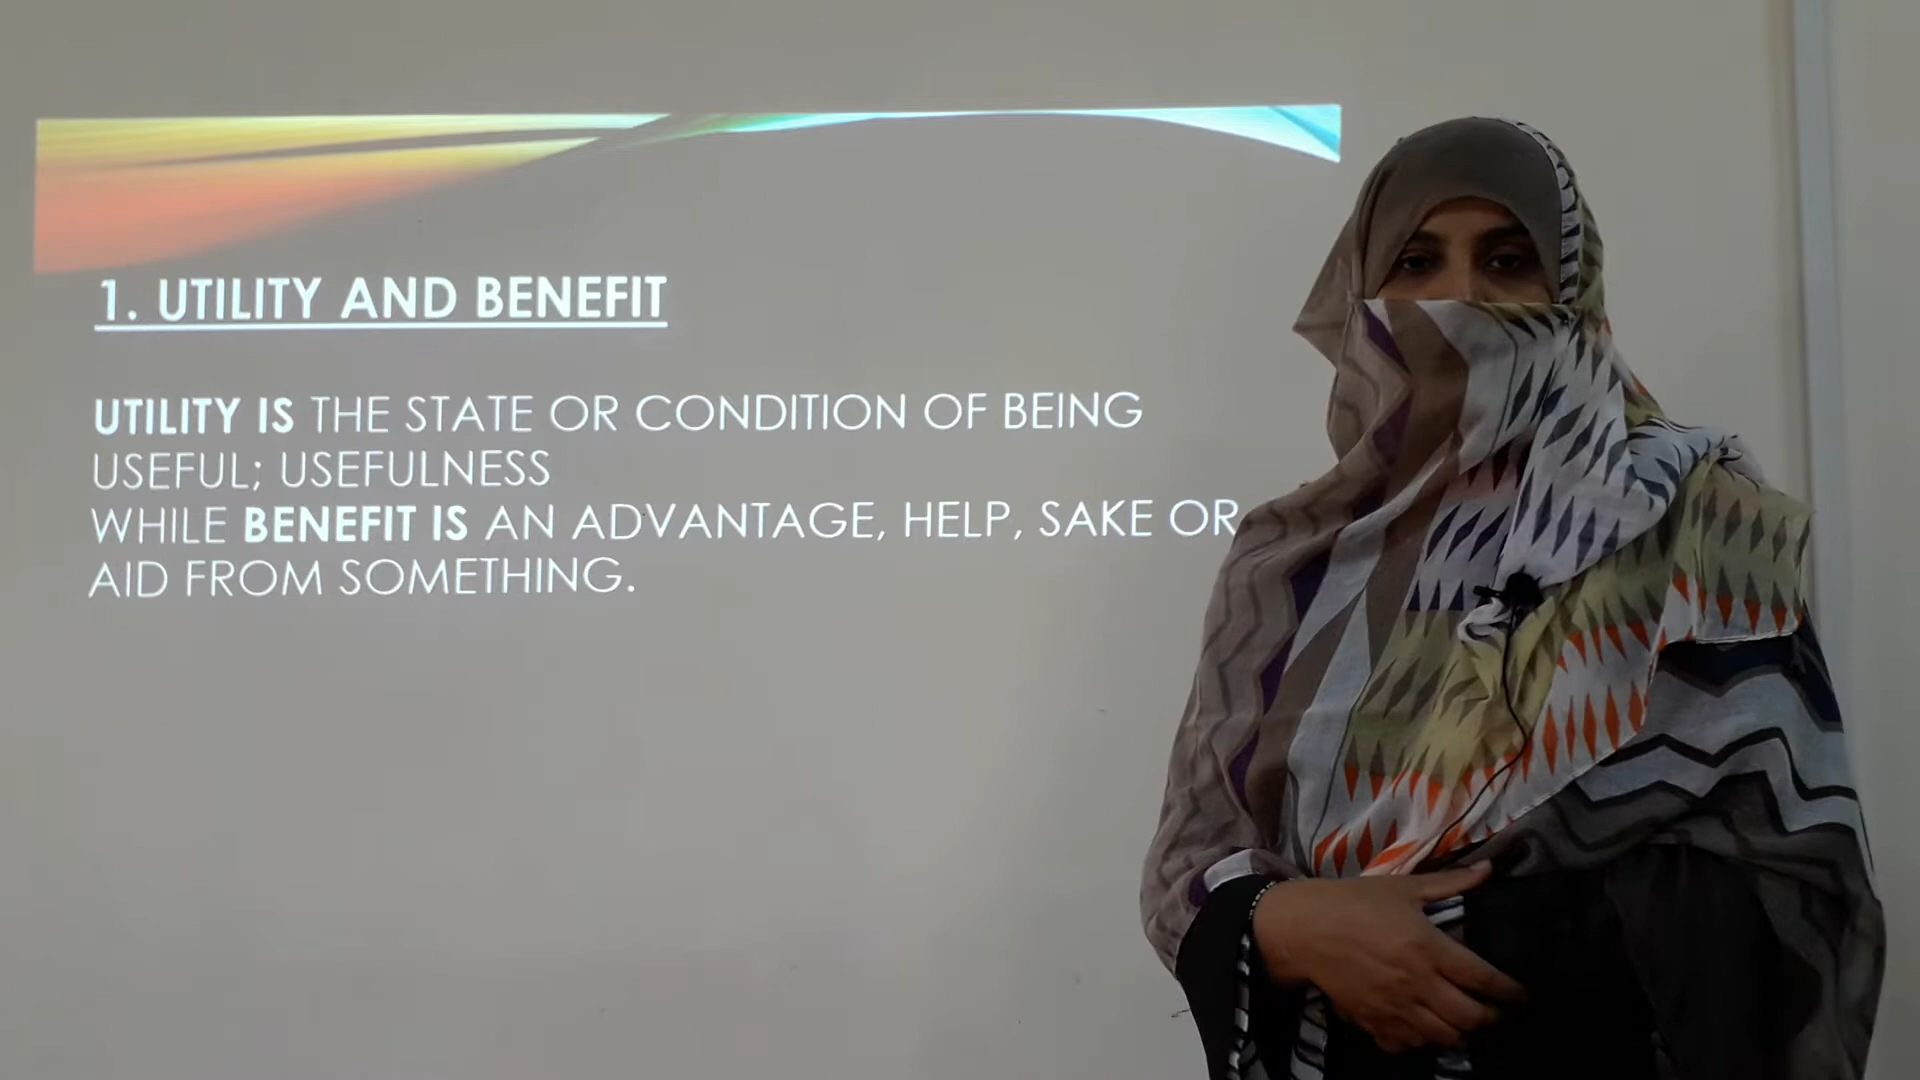 1. UTILITY AND BENEFIT
UTILITY IS THE STATE OR CONDITION OF BEING
USEFUL; USEFULNESS
WHILE BENEFIT IS AN ADVANTAGE, HELP, SAKE OR
AID FROM SOMETHING.